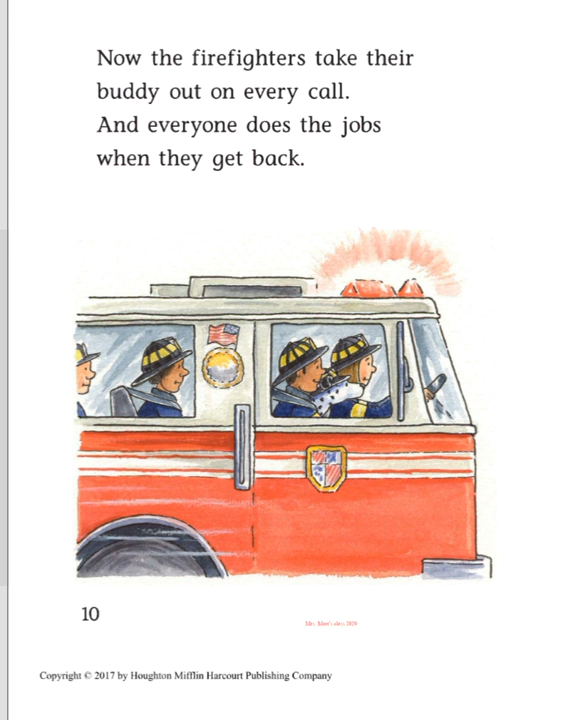 Now the firefighters take their
buddy out on every call.
And everyone does the jobs
when they get back.
10
Copyright © 2017 by Houghton Mifflin Harcourt Publishing Company